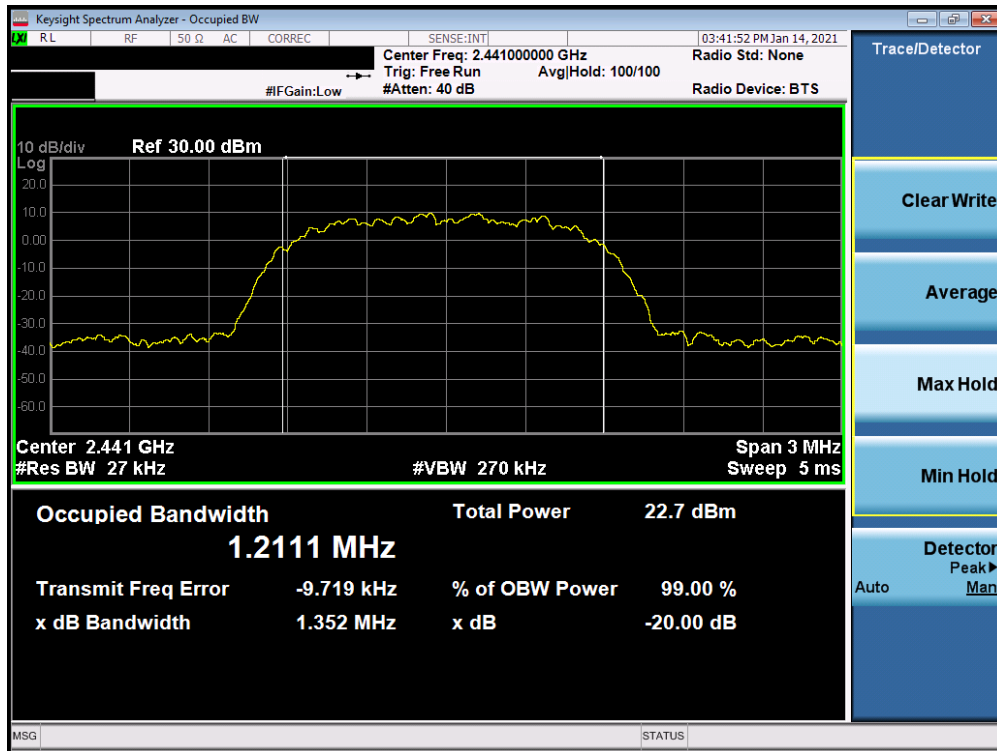 Keysight Spectrum Analyzer - Occupied BW
LXI RL RF 50 Ω AC CORREC SENSE:INT 03:41:52 PM Jan 14, 2021
Center Freq: 2.441000000 GHz Radio Std: None
Trig: Free Run Avg|Hold: 100/100
#IFGain:Low #Atten: 40 dB Radio Device: BTS
10 dB/div Ref 30.00 dBm
Log
20.0
10.0
0.00
-10.0
-20.0
-30.0
-40.0
-50.0
-60.0
Center 2.441 GHz Span 3 MHz
#Res BW 27 kHz #VBW 270 kHz Sweep 5 ms
Occupied Bandwidth Total Power 22.7 dBm
1.2111 MHz
Transmit Freq Error -9.719 kHz % of OBW Power 99.00 %
x dB Bandwidth 1.352 MHz x dB -20.00 dB
MSG STATUS
Trace/Detector
Clear Write
Average
Max Hold
Min Hold
Detector
Peak▶
Auto Man